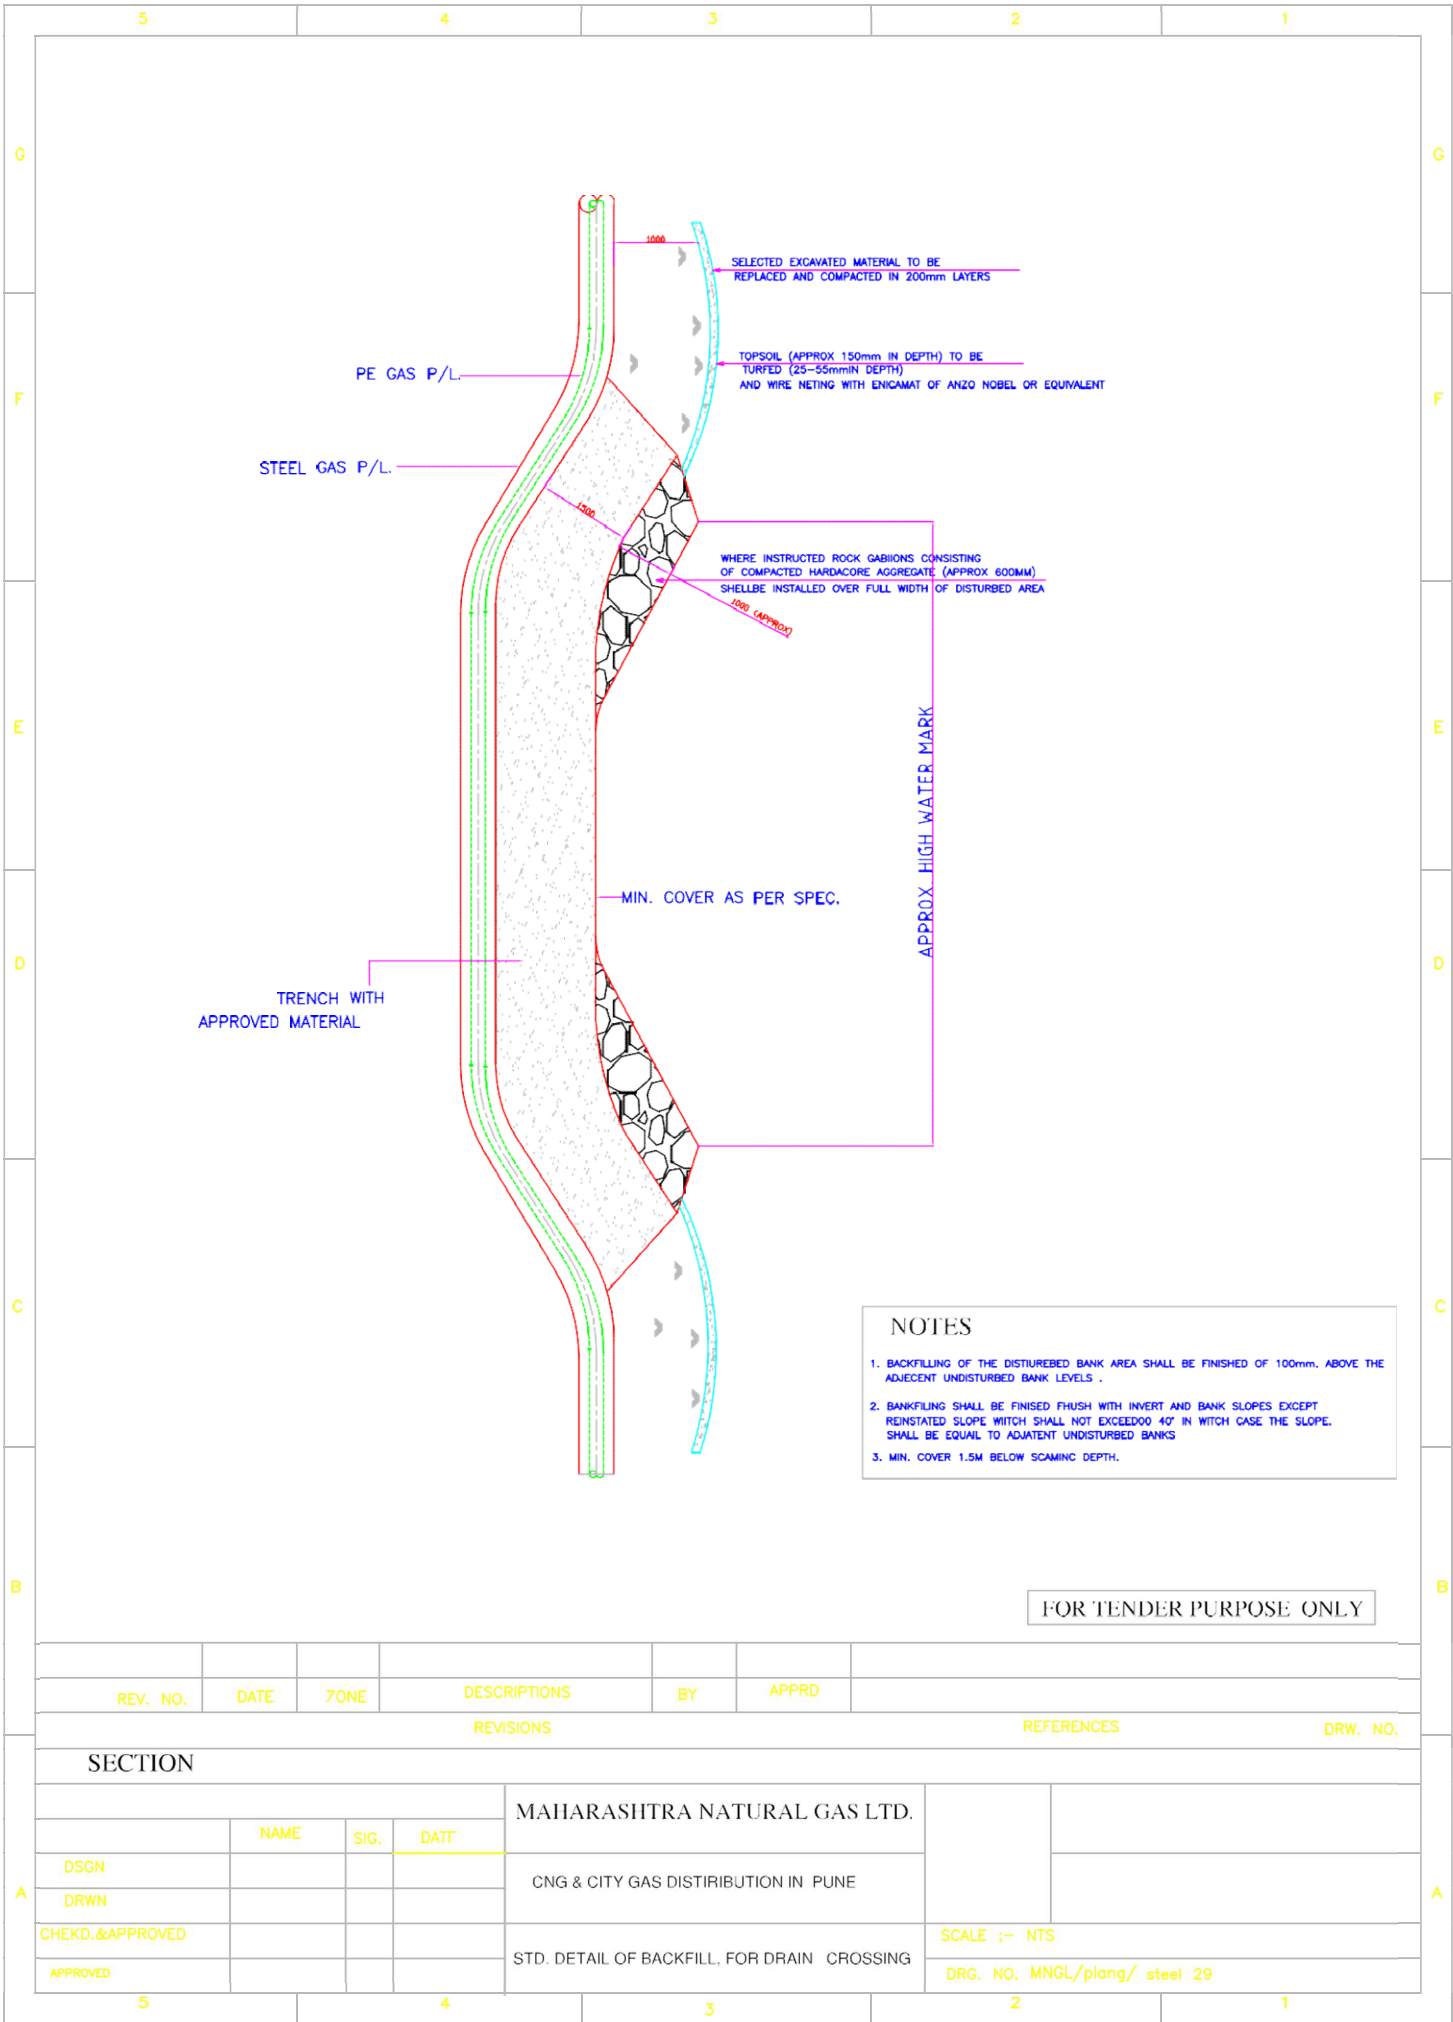 5 4 3 2 1
G G
1000
SELECTED EXCAVATED MATERIAL TO BE
REPLACED AND COMPACTED IN 200mm LAYERS
TOPSOIL (APPROX 150mm IN DEPTH) TO BE
TURFED (25-55mmIN DEPTH)
AND WIRE NETING WITH ENICAMAT OF ANZO NOBEL OR EQUIVALENT
PE GAS P/L.
F F
STEEL GAS P/L.
1500
WHERE INSTRUCTED ROCK GABIIONS CONSISTING
OF COMPACTED HARDACORE AGGREGATE (APPROX 600MM)
SHELLBE INSTALLED OVER FULL WIDTH OF DISTURBED AREA
1000 (APPROX)
E E
APPROX HIGH WATER MARK
MIN. COVER AS PER SPEC.
D D
TRENCH WITH
APPROVED MATERIAL
C C
NOTES
1. BACKFILLING OF THE DISTIUREBED BANK AREA SHALL BE FINISHED OF 100mm. ABOVE THE
ADJECENT UNDISTURBED BANK LEVELS .
2. BANKFILING SHALL BE FINISED FHUSH WITH INVERT AND BANK SLOPES EXCEPT
REINSTATED SLOPE WIITCH SHALL NOT EXCEEDOO 40° IN WITCH CASE THE SLOPE.
SHALL BE EQUAL TO ADJATENT UNDISTURBED BANKS
3. MIN. COVER 1.5M BELOW SCAMINC DEPTH.
B B
FOR TENDER PURPOSE ONLY
REV. NO. DATE ZONE DESCRIPTIONS BY APPRD
REVISIONS REFERENCES DRW. NO.
SECTION
MAHARASHTRA NATURAL GAS LTD.
NAME SIG. DATE
DSGN
CNG & CITY GAS DISTIRIBUTION IN PUNE
A A
DRWN
CHEKD.&APPROVED
SCALE :- NTS
STD. DETAIL OF BACKFILL, FOR DRAIN CROSSING
APPROVED
DRG. NO. MNGL/plang/ steel 29
5 4 3 2 1